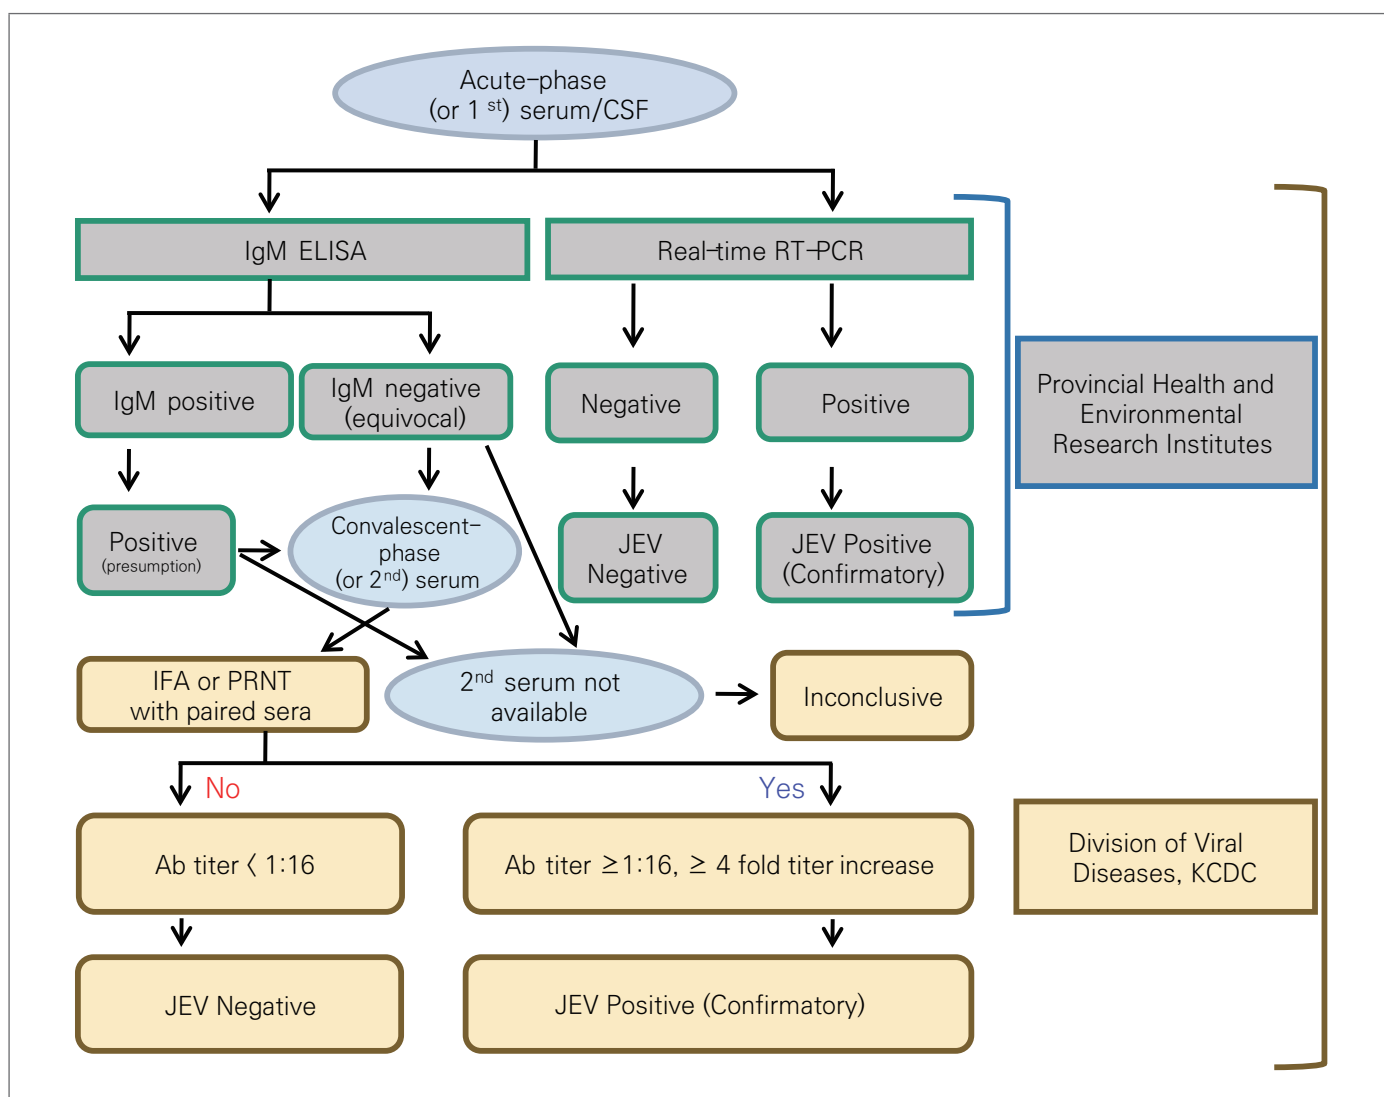 Acute-phase
(or 1 st) serum/CSF
IgM ELISA
Real-time RT-PCR
IgM positive
IgM negative
(equivocal)
Negative
Positive
Provincial Health and
Environmental
Research Institutes
Positive
(presumption)
Convalescent-
phase
(or 2nd) serum
JEV
Negative
JEV Positive
(Confirmatory)
IFA or PRNT
with paired sera
2nd serum not
available
Inconclusive
No
Yes
Ab titer < 1:16
Ab titer ≥1:16, ≥ 4 fold titer increase
Division of Viral
Diseases, KCDC
JEV Negative
JEV Positive (Confirmatory)